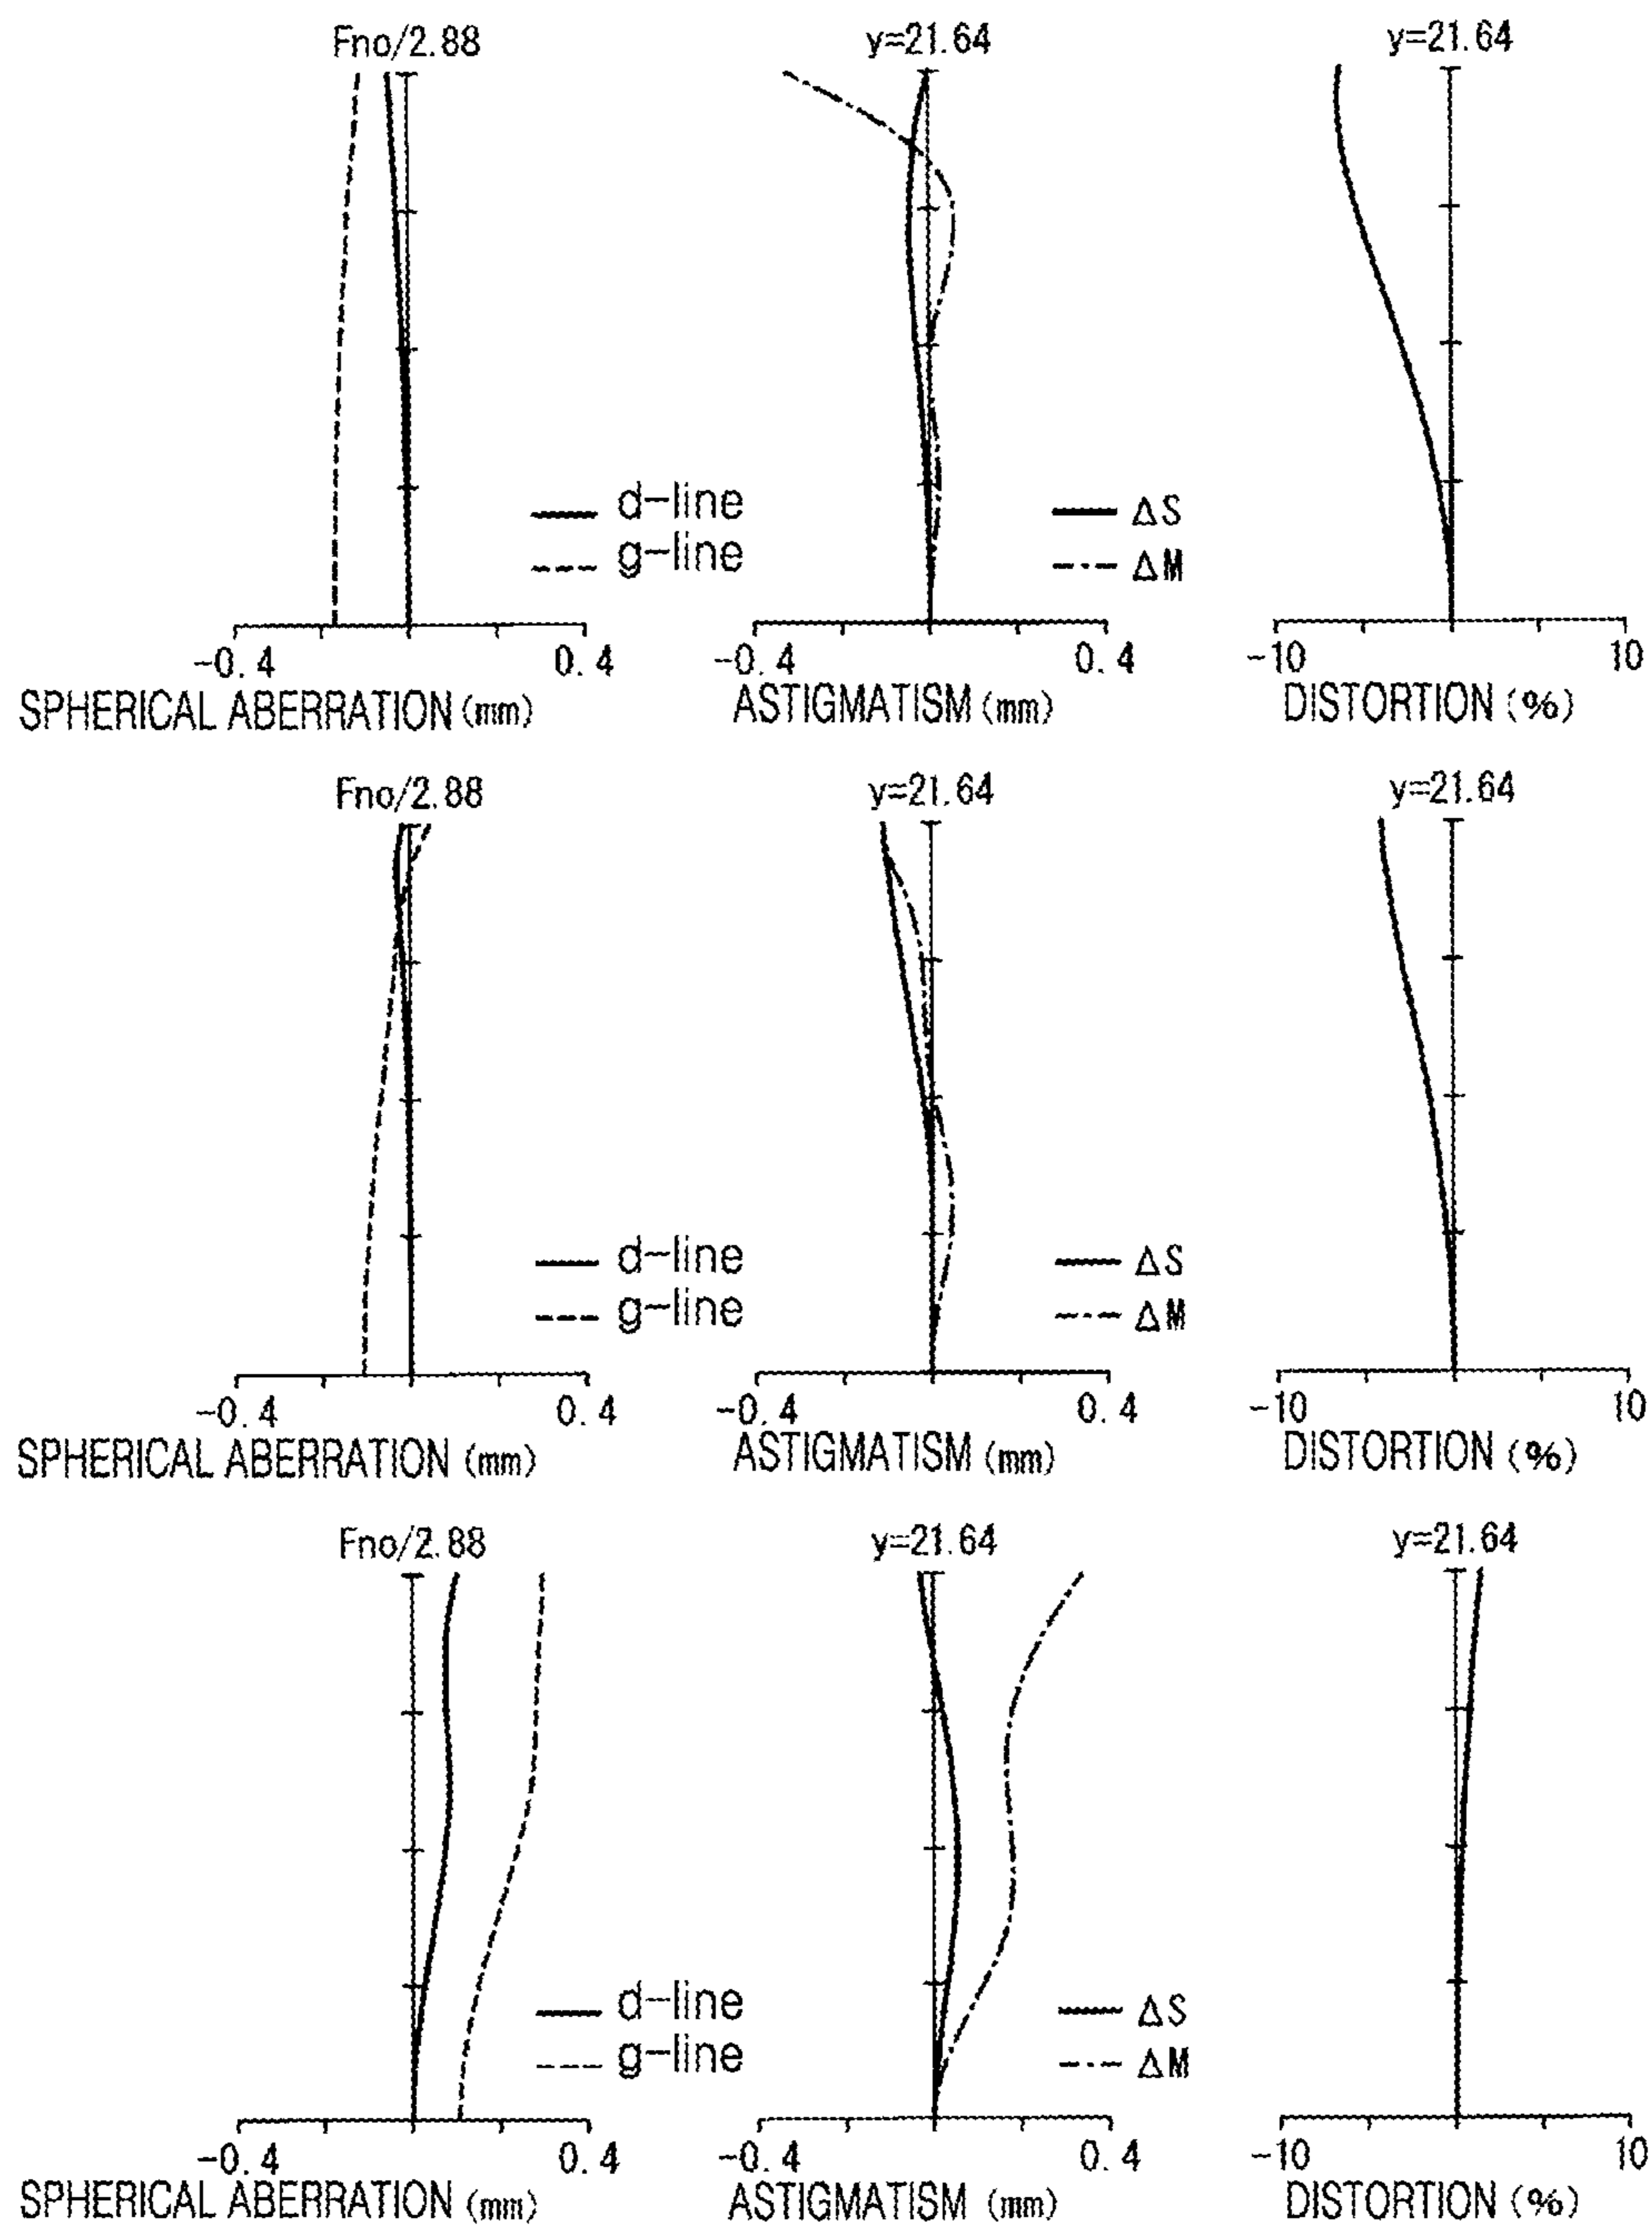 Fno/2.88 y=21.64 y=21.64
d-line ΔS
g-line ΔM
-0.4 0.4 -0.4 0.4 -10 10
SPHERICAL ABERRATION (mm) ASTIGMATISM (mm) DISTORTION (%)
Fno/2.88 y=21.64 y=21.64
d-line ΔS
g-line ΔM
-0.4 0.4 -0.4 0.4 -10 10
SPHERICAL ABERRATION (mm) ASTIGMATISM (mm) DISTORTION (%)
Fno/2.88 y=21.64 y=21.64
d-line ΔS
g-line ΔM
-0.4 0.4 -0.4 0.4 -10 10
SPHERICAL ABERRATION (mm) ASTIGMATISM (mm) DISTORTION (%)